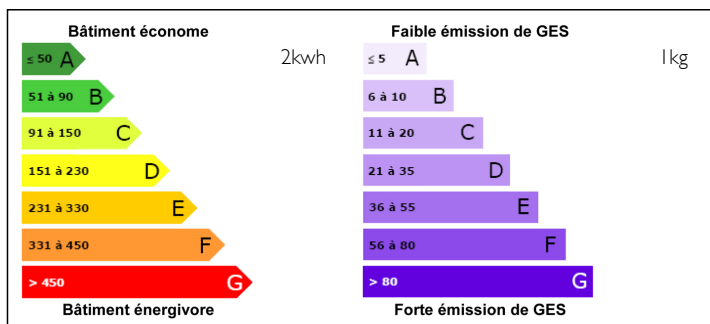 Bâtiment économe
≤ 50 A 2kwh
51 à 90 B
91 à 150 C
151 à 230 D
231 à 330 E
331 à 450 F
> 450 G
Bâtiment énergivore
Faible émission de GES
≤ 5 A 1kg
6 à 10 B
11 à 20 C
21 à 35 D
36 à 55 E
56 à 80 F
> 80 G
Forte émission de GES